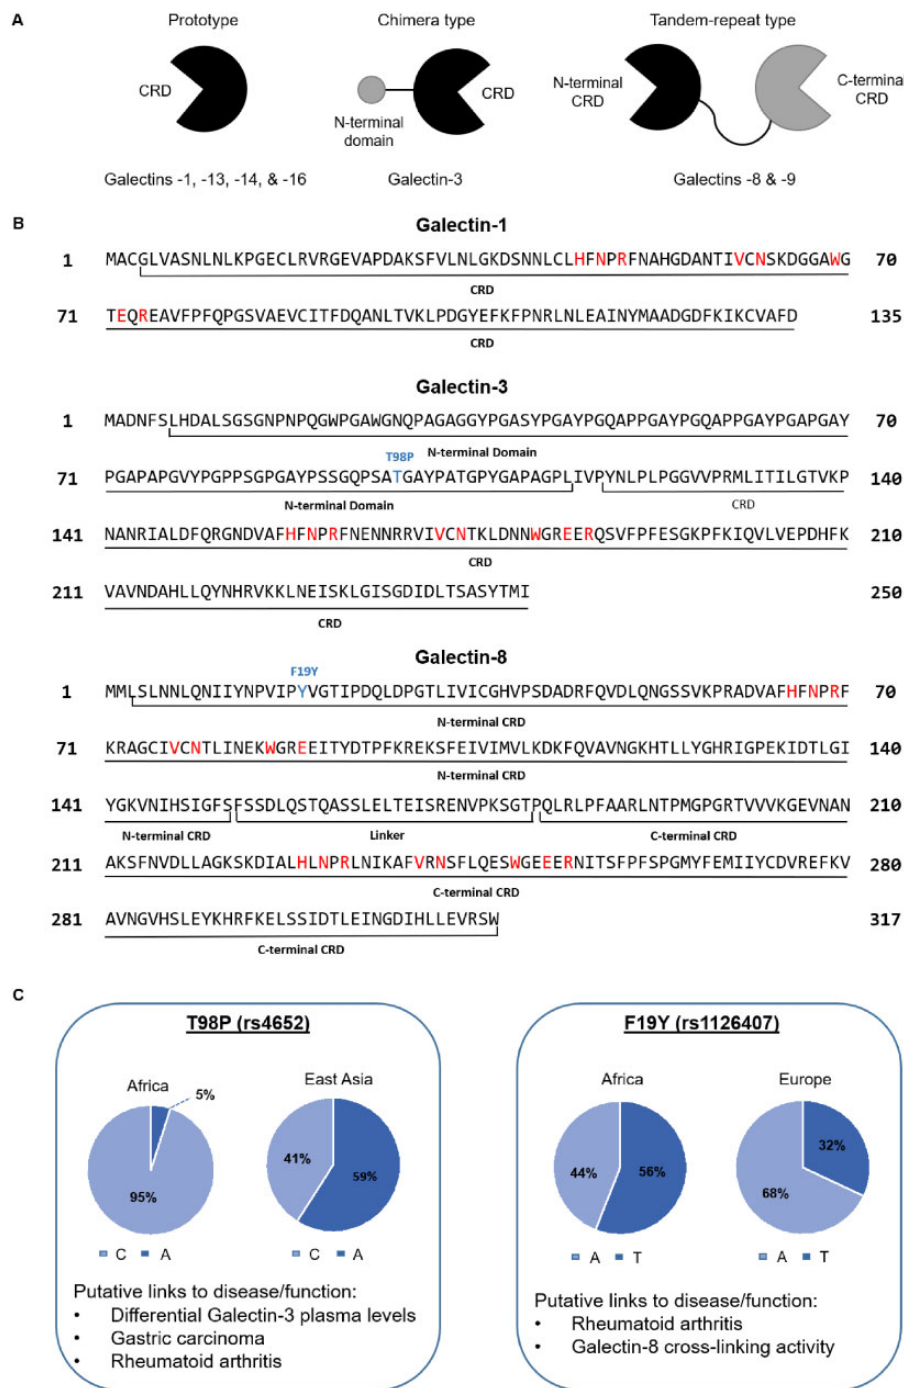 A
Prototype
Chimera type
Tandem-repeat type
CRD
CRD
N-terminal
domain
N-terminal
CRD
C-terminal
CRD
Galectins -1, -13, -14, & -16
Galectin-3
Galectins -8 & -9
B
Galectin-1
1 MACGLVASNLNLKPGECLRVRGEVAPDAKSFVLNLGKDSNNLCLHFNPRFNAHGDANTIVCNSKDGGAWG 70
CRD
71 TEQREAVFPFQPGSVAEVCITFDQANLTVKLPDGYEFKFPNRLNLEAINYMAADGDFKIKCVAFD 135
CRD
Galectin-3
1 MADNFSLHDALSGSGNPNPQGWPGAWGNQPAGAGGYPGASYPGAYPGQAPPGAYPGQAPPGAYPGAPGAY 70
N-terminal Domain
T98P
71 PGAPAPGVYPGPPSGPGAYPSSGQPSATGAYPATGPYGAPAGPLIVPYNLPLPGGVVPRMLITILGTVKP 140
N-terminal Domain CRD
141 NANRIALDFQRGNDVAFHFNPRFNENNRRVIVCNTKLDNNWGREERQSVFPFESGKPFKIQVLVEPDHFK 210
CRD
211 VAVNDAHLLQYNHRVKKLNEISKLGISGDIDLTSASYTMI 250
CRD
Galectin-8
F19Y
1 MMLSLNNLQNIIYNPVIPYVGTIPDQLDPGTLIVICGHVPSDADRFQVDLQNGSSVKPRADVAFHFNPRF 70
N-terminal CRD
71 KRAGCIVCNTLINEKWGREEITYDTPFKREKSFEIVIMVLKDKFQVAVNGKHTLLYGHRIGPEKIDTLGI 140
N-terminal CRD
141 YGKVNIHSIGFSFSSDLQSTQASSLELTEISRENVPKSGTPQLRLPFAARLNTPMGPGRTVVVKGEVNAN 210
N-terminal CRD Linker C-terminal CRD
211 AKSFNVDLLAGKSKDIALHLNPRLNIKAFVRNSFLQESWGEEERNITSFPFSPGMYFEMIIYCDVREFKV 280
C-terminal CRD
281 AVNGVHSLEYKHRFKELSSIDTLEINGDIHLLEVRSW 317
C-terminal CRD
C
T98P (rs4652)
Africa
East Asia
5%
95%
41%
59%
C A
C A
Putative links to disease/function:
• Differential Galectin-3 plasma levels
• Gastric carcinoma
• Rheumatoid arthritis
F19Y (rs1126407)
Africa
Europe
44%
56%
32%
68%
A T
A T
Putative links to disease/function:
• Rheumatoid arthritis
• Galectin-8 cross-linking activity